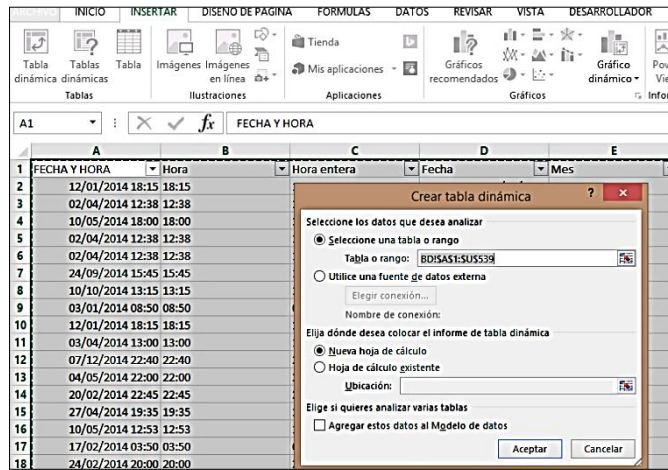 ARCHIVO INICIO INSERTAR DISEÑO DE PÁGINA FÓRMULAS DATOS REVISAR VISTA DESARROLLADOR
Tabla dinámica
Tablas dinámicas
Tabla
Imágenes
Imágenes en línea
Tienda
Mis aplicaciones
Gráficos recomendados
Gráfico dinámico
Tablas Ilustraciones Aplicaciones Gráficos
A1 fx FECHA Y HORA
A B C D E
1 FECHA Y HORA Hora Hora entera Fecha Mes
2 12/01/2014 18:15 18:15
3 02/04/2014 12:38 12:38
4 10/05/2014 18:00 18:00
5 02/04/2014 12:38 12:38
6 02/04/2014 12:38 12:38
7 24/09/2014 15:45 15:45
8 10/10/2014 13:15 13:15
9 03/01/2014 08:50 08:50
10 12/01/2014 18:15 18:15
11 03/04/2014 13:00 13:00
12 07/12/2014 22:40 22:40
13 04/05/2014 22:00 22:00
14 20/02/2014 22:45 22:45
15 27/04/2014 19:35 19:35
16 10/05/2014 12:53 12:53
17 17/02/2014 03:50 03:50
18 24/02/2014 20:00 20:00
Crear tabla dinámica ? ×
Seleccione los datos que desea analizar
Seleccione una tabla o rango
Tabla o rango: BD!$A$1:$U$539
Utilice una fuente de datos externa
Elegir conexión...
Nombre de conexión:
Elija dónde desea colocar el informe de tabla dinámica
Nueva hoja de cálculo
Hoja de cálculo existente
Ubicación:
Elige si quieres analizar varias tablas
Agregar estos datos al Modelo de datos
Aceptar Cancelar